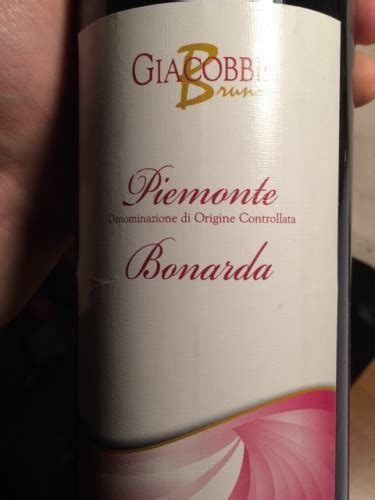 GIACOBBE
Bruno
Piemonte
Denominazione di Origine Controllata
Bonarda